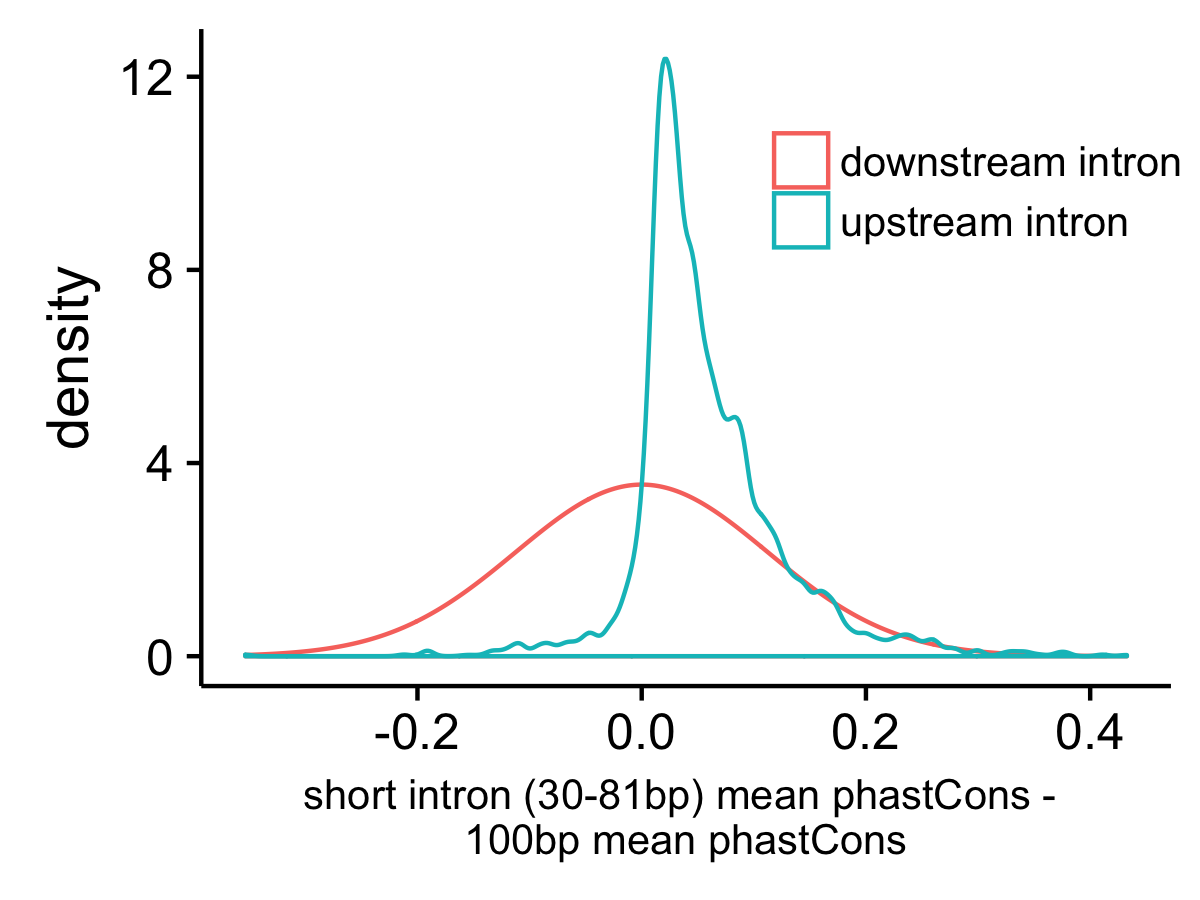 12
8
4
0
density
downstream intron
upstream intron
-0.2
0.0
0.2
0.4
short intron (30-81bp) mean phastCons -
100bp mean phastCons